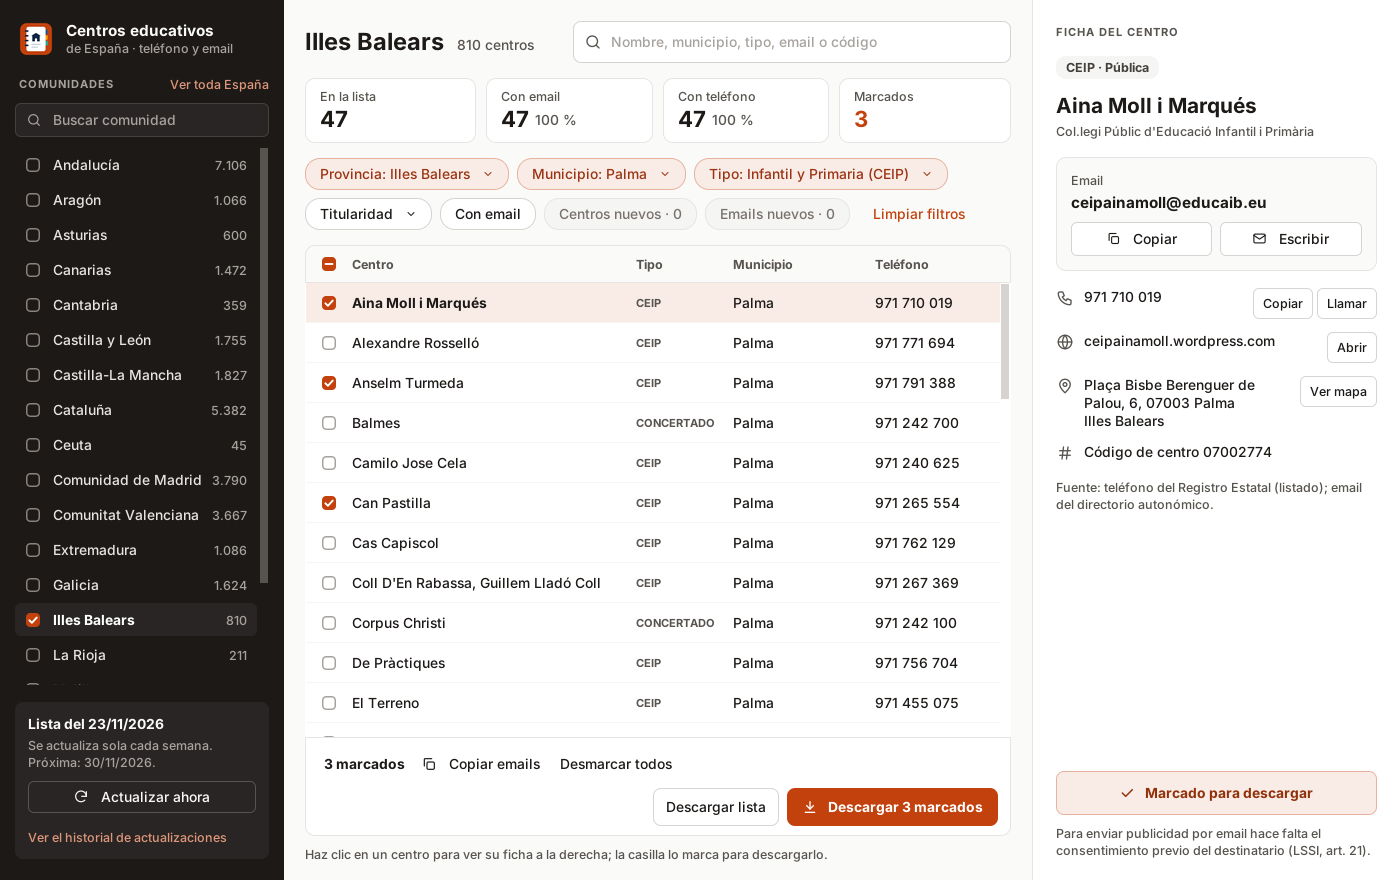 Centros educativos
de España · teléfono y email
COMUNIDADES
Ver toda España
Buscar comunidad
Andalucía 7.106
Aragón 1.066
Asturias 600
Canarias 1.472
Cantabria 359
Castilla y León 1.755
Castilla-La Mancha 1.827
Cataluña 5.382
Ceuta 45
Comunidad de Madrid 3.790
Comunitat Valenciana 3.667
Extremadura 1.086
Galicia 1.624
Illes Balears 810
La Rioja 211
Lista del 23/11/2026
Se actualiza sola cada semana.
Próxima: 30/11/2026.
Actualizar ahora
Ver el historial de actualizaciones
Illes Balears 810 centros
Nombre, municipio, tipo, email o código
En la lista
47
Con email
47 100 %
Con teléfono
47 100 %
Marcados
3
Provincia: Illes Balears
Municipio: Palma
Tipo: Infantil y Primaria (CEIP)
Titularidad
Con email
Centros nuevos · 0
Emails nuevos · 0
Limpiar filtros
Centro Tipo Municipio Teléfono
Aina Moll i Marqués CEIP Palma 971 710 019
Alexandre Rosselló CEIP Palma 971 771 694
Anselm Turmeda CEIP Palma 971 791 388
Balmes CONCERTADO Palma 971 242 700
Camilo Jose Cela CEIP Palma 971 240 625
Can Pastilla CEIP Palma 971 265 554
Cas Capiscol CEIP Palma 971 762 129
Coll D'En Rabassa, Guillem Lladó Coll CEIP Palma 971 267 369
Corpus Christi CONCERTADO Palma 971 242 100
De Pràctiques CEIP Palma 971 756 704
El Terreno CEIP Palma 971 455 075
3 marcados
Copiar emails
Desmarcar todos
Descargar lista
Descargar 3 marcados
Haz clic en un centro para ver su ficha a la derecha; la casilla lo marca para descargarlo.
FICHA DEL CENTRO
CEIP · Pública
Aina Moll i Marqués
Col.legi Públic d'Educació Infantil i Primària
Email
ceipainamoll@educaib.eu
Copiar
Escribir
971 710 019
Copiar
Llamar
ceipainamoll.wordpress.com
Abrir
Plaça Bisbe Berenguer de
Palou, 6, 07003 Palma
Illes Balears
Ver mapa
Código de centro 07002774
Fuente: teléfono del Registro Estatal (listado); email
del directorio autonómico.
Marcado para descargar
Para enviar publicidad por email hace falta el
consentimiento previo del destinatario (LSSI, art. 21).